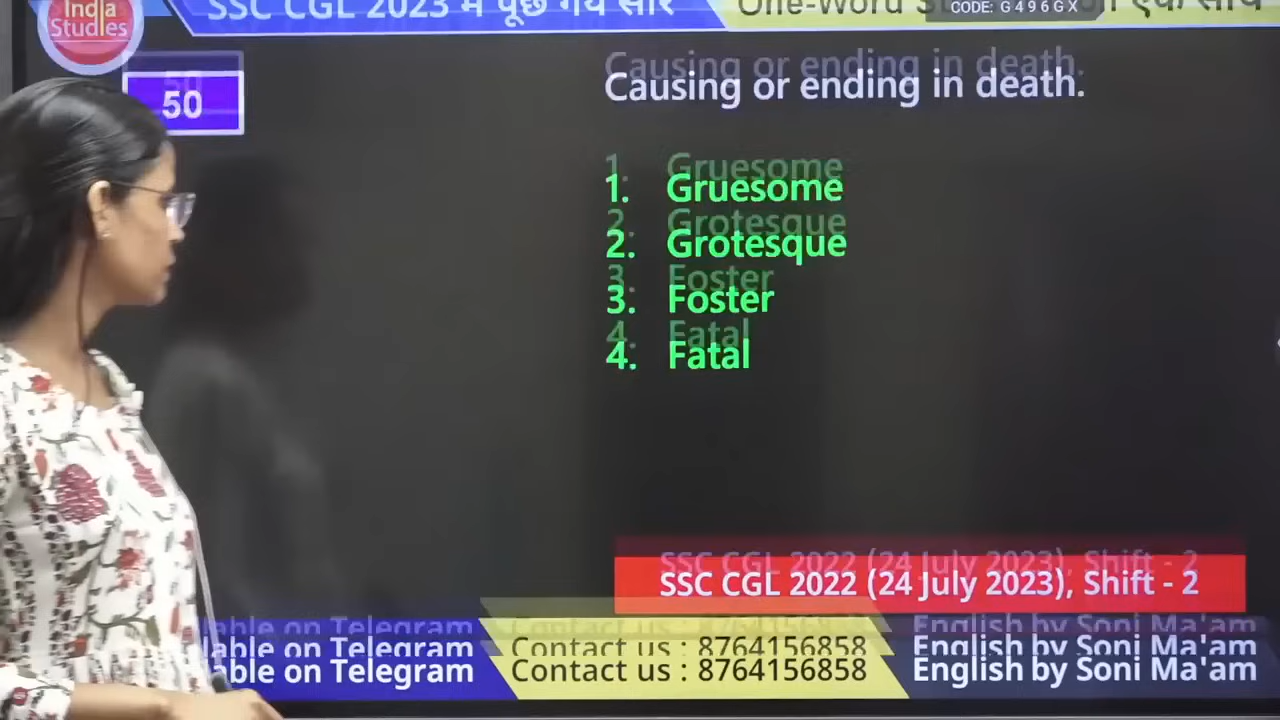 India
Studies
SSC CGL 2023 में पूछे गये सारे
One-Word
CODE: G496GX
एक साथ
50
Causing or ending in death.
1. Gruesome
2. Grotesque
3. Foster
4. Fatal
SSC CGL 2022 (24 July 2023), Shift - 2
lable on Telegram
Contact us : 8764156858
English by Soni Ma'am